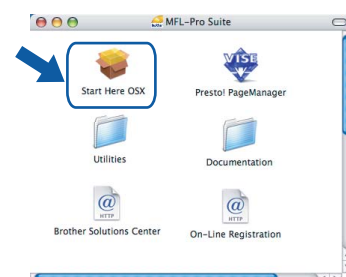 MFL-Pro Suite
Start Here OSX
VISE
Presto! PageManager
Utilities
Documentation
@
HTTP
Brother Solutions Center
@
HTTP
On-Line Registration